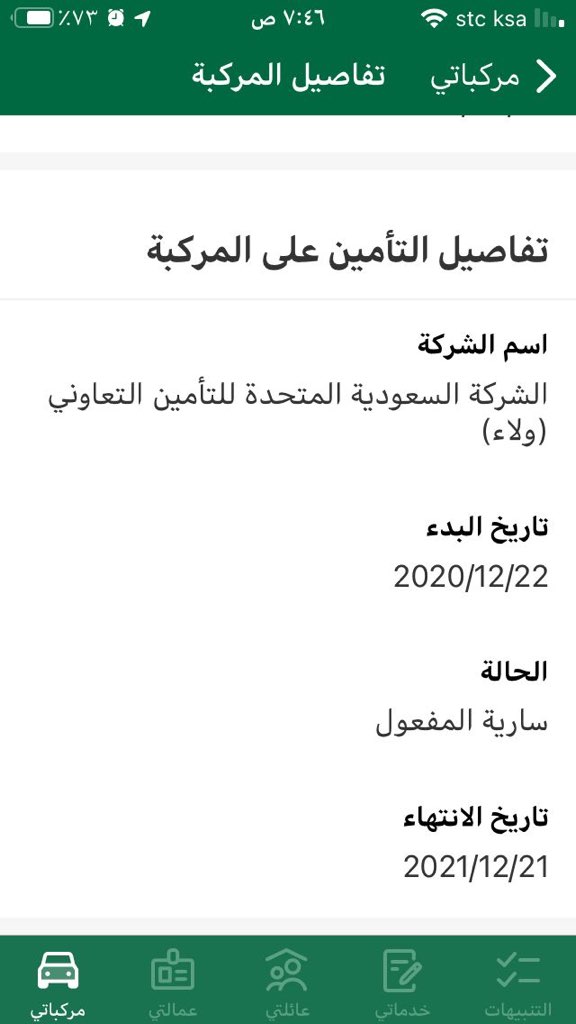 ٪٧٣ ٧:٤٦ ص stc ksa
مركباتي تفاصيل المركبة
تفاصيل التأمين على المركبة
اسم الشركة
الشركة السعودية المتحدة للتأمين التعاوني
(ولاء)
تاريخ البدء
2020/12/22
الحالة
سارية المفعول
تاريخ الانتهاء
2021/12/21
التنبيهات خدماتي عائلتي عمالتي مركباتي